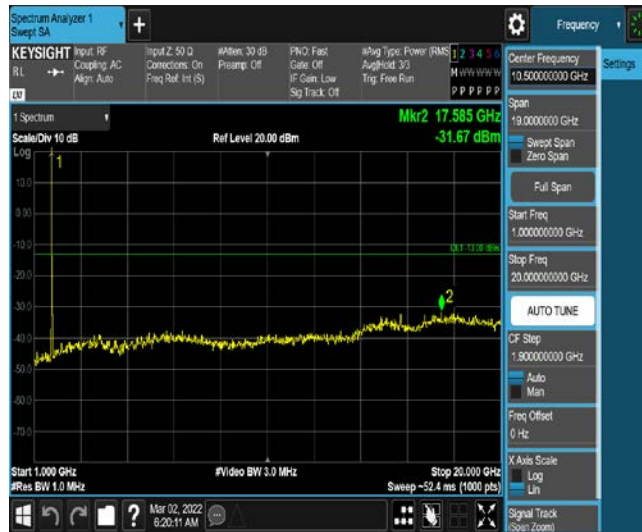 Spectrum Analyzer 1
Swept SA
+
Frequency
KEYSIGHT
RL
LXI
Input: RF
Coupling: AC
Align: Auto
Input Z: 50 Ω
Corrections: On
Freq Ref: Int (S)
#Atten: 30 dB
Preamp: Off
PNO: Fast
Gate: Off
IF Gain: Low
Sig Track: Off
#Avg Type: Power (RMS
Avg|Hold: 3/3
Trig: Free Run
1 2 3 4 5 6
M W W W W W
P P P P P P
1 Spectrum
Scale/Div 10 dB
Ref Level 20.00 dBm
Mkr2 17.585 GHz
-31.67 dBm
Log
1
10.0
0.00
-10.0
DL1 -13.00 dBm
-20.0
-30.0
2
-40.0
-50.0
-60.0
-70.0
Start 1.000 GHz
#Res BW 1.0 MHz
#Video BW 3.0 MHz
Stop 20.000 GHz
Sweep ~52.4 ms (1000 pts)
Center Frequency
10.500000000 GHz
Settings
Span
19.0000000 GHz
Swept Span
Zero Span
Full Span
Start Freq
1.000000000 GHz
Stop Freq
20.000000000 GHz
AUTO TUNE
CF Step
1.900000000 GHz
Auto
Man
Freq Offset
0 Hz
X Axis Scale
Log
Lin
Signal Track
(Span Zoom)
?
Mar 02, 2022
6:20:11 AM